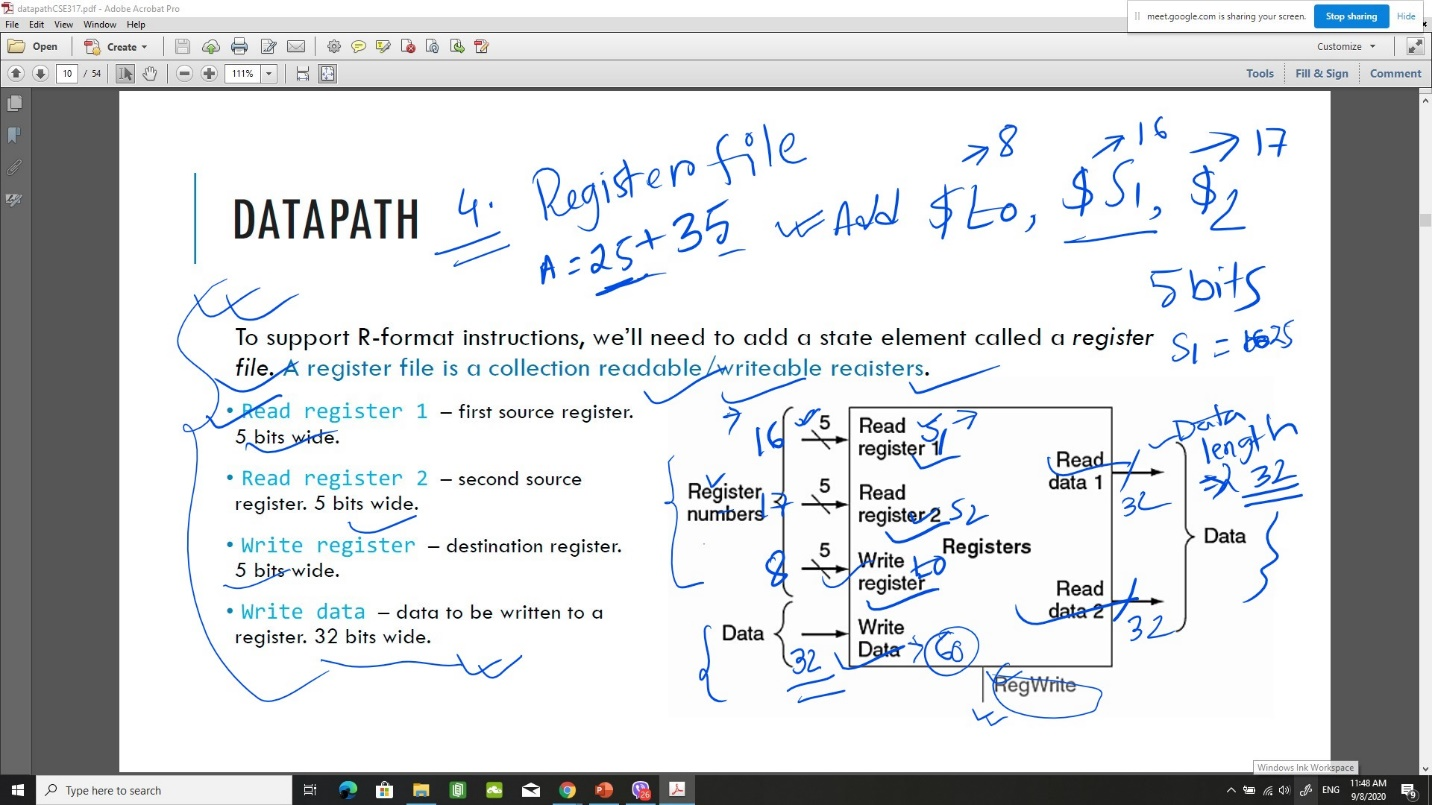 datapathCSE317.pdf - Adobe Acrobat Pro
meet.google.com is sharing your screen.
Stop sharing
Hide
File Edit View Window Help
Open
Create
Customize
10 / 54
111%
Tools
Fill & Sign
Comment
DATAPATH
4. Register file
A = 25 + 35
Add $t0, $S1, $2
8
16
17
5 bits
To support R-format instructions, we'll need to add a state element called a register
file. A register file is a collection readable/writeable registers.
S1 =
• Read register 1 – first source register.
5 bits wide.
• Read register 2 – second source
register. 5 bits wide.
• Write register – destination register.
5 bits wide.
• Write data – data to be written to a
register. 32 bits wide.
Register
numbers
16
17
8
5
5
5
Read
register 1
S1
Read
register 2
S2
Write
register
t0
Data
32
Write
Data
60
Registers
Read
data 1
32
Read
data 2
32
Data
length
32
Data
RegWrite
Windows Ink Workspace
Type here to search
26
ENG
11:48 AM
9/8/2020
9